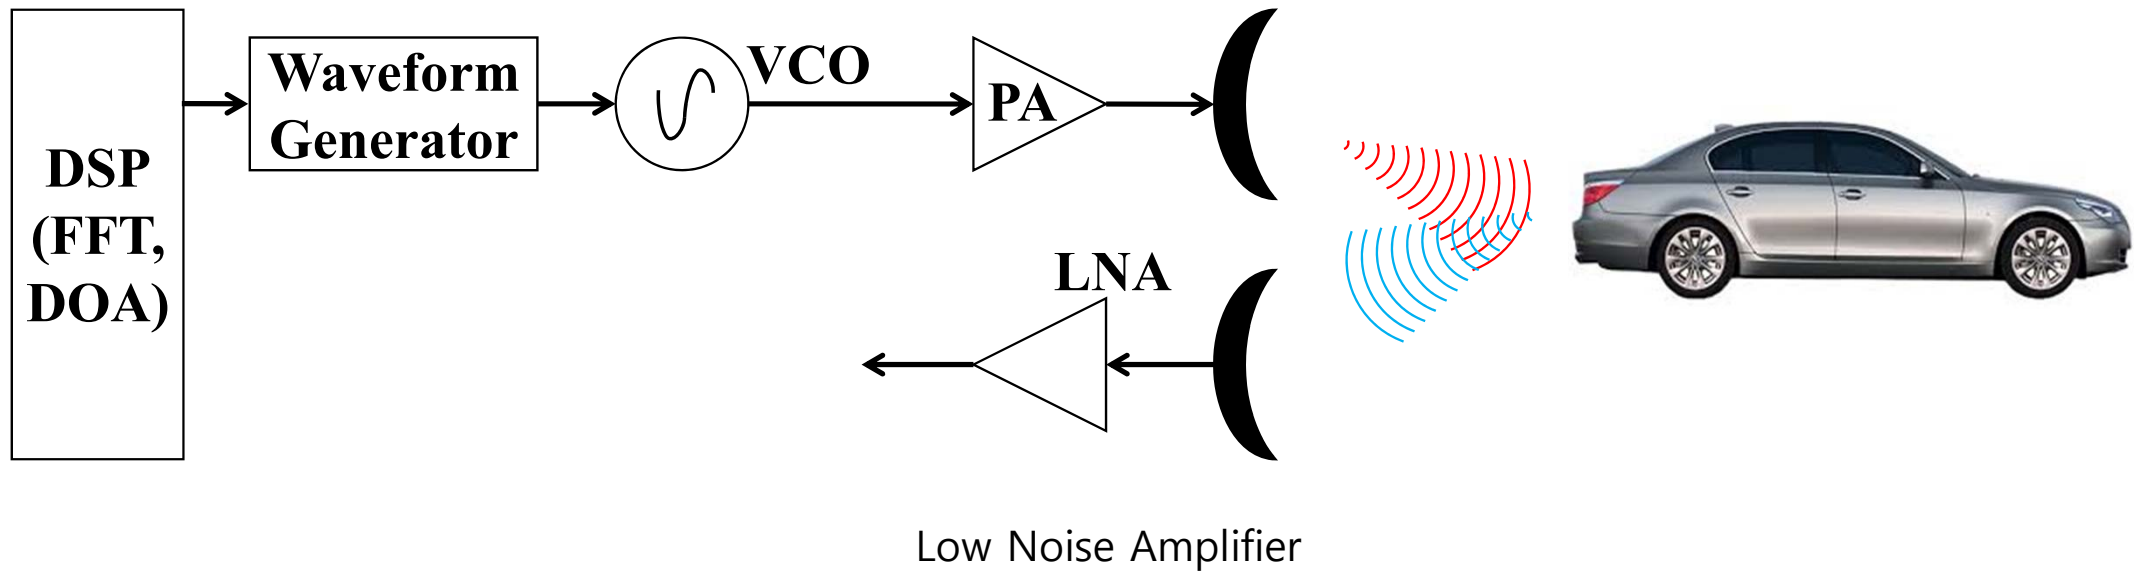 DSP
(FFT,
DOA)
Waveform
Generator
VCO
PA
LNA
Low Noise Amplifier